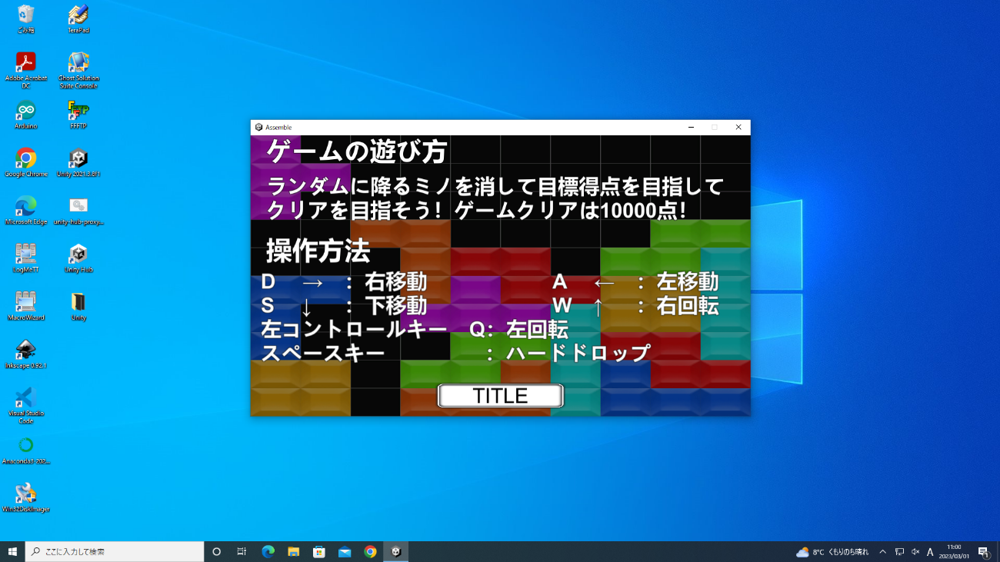 ごみ箱
TeraPad
Adobe Acrobat
DC
Ghost Solution
Suite Console
Arduino
FFFTP
Google Chrome
Unity 2021.3.8f1
Microsoft Edge
unity-hub-proxy...
LogMeTT
Unity Hub
MacroWizard
Unity
Inkscape 0.92.1
Visual Studio
Code
Anaconda3-202...
Win32DiskImager
Assemble
ゲームの遊び方
ランダムに降るミノを消して目標得点を目指して
クリアを目指そう！ゲームクリアは10000点！
操作方法
D → ： 右移動 A ← ： 左移動
S ↓ ： 下移動 W ↑ ： 右回転
左コントロールキー Q： 左回転
スペースキー ： ハードドロップ
TITLE
ここに入力して検索
8°C くもりのち晴れ
A
11:00
2023/03/01
1